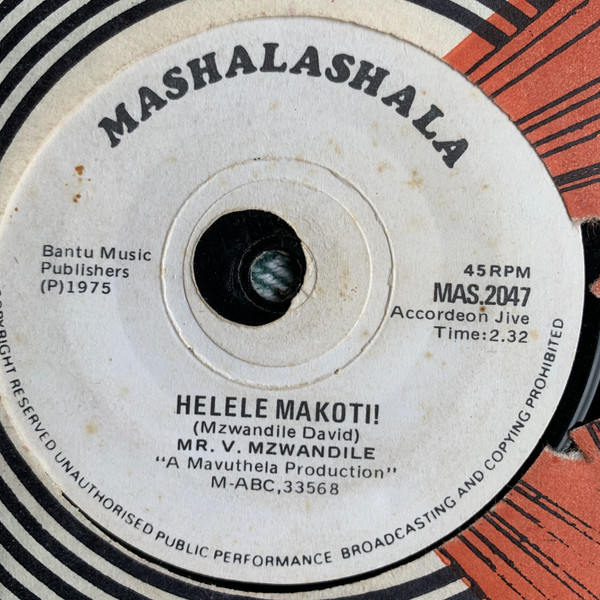 MASHALASHALA
Bantu Music
Publishers
(P)1975
45RPM
MAS.2047
Accordeon Jive
Time:2.32
HELELE MAKOTI!
(Mzwandile David)
MR. V. MZWANDILE
"A Mavuthela Production"
M-ABC,33568
COPYRIGHT RESERVED UNAUTHORISED PUBLIC PERFORMANCE BROADCASTING AND COPYING PROHIBITED